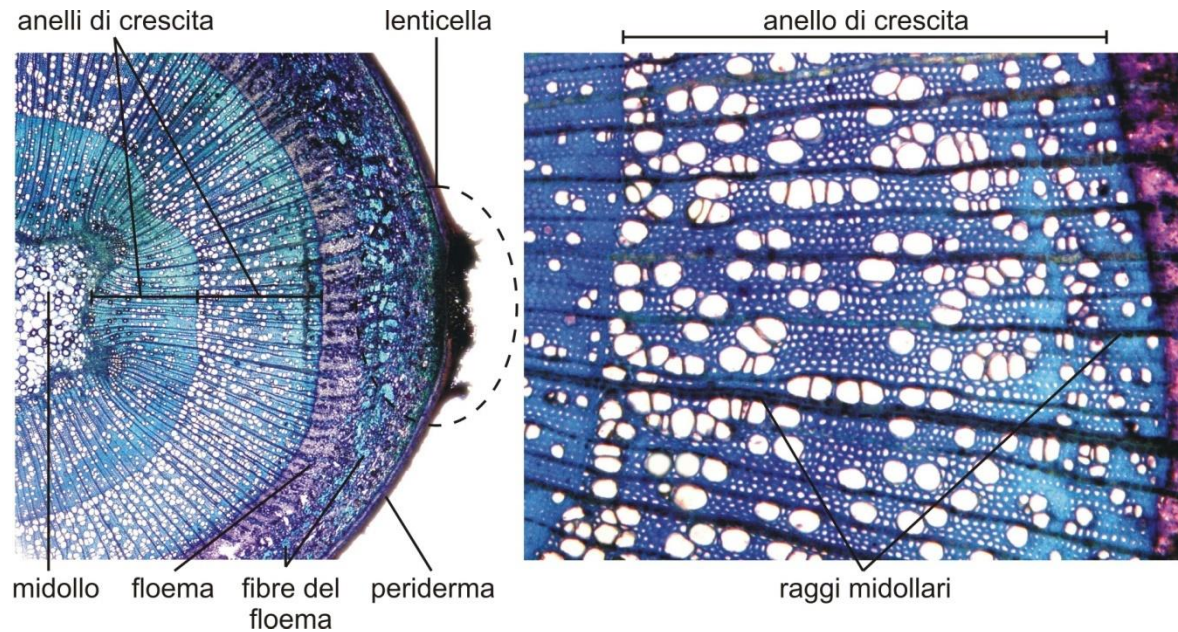 anelli di crescita
lenticella
anello di crescita
midollo
floema
fibre del
floema
periderma
raggi midollari